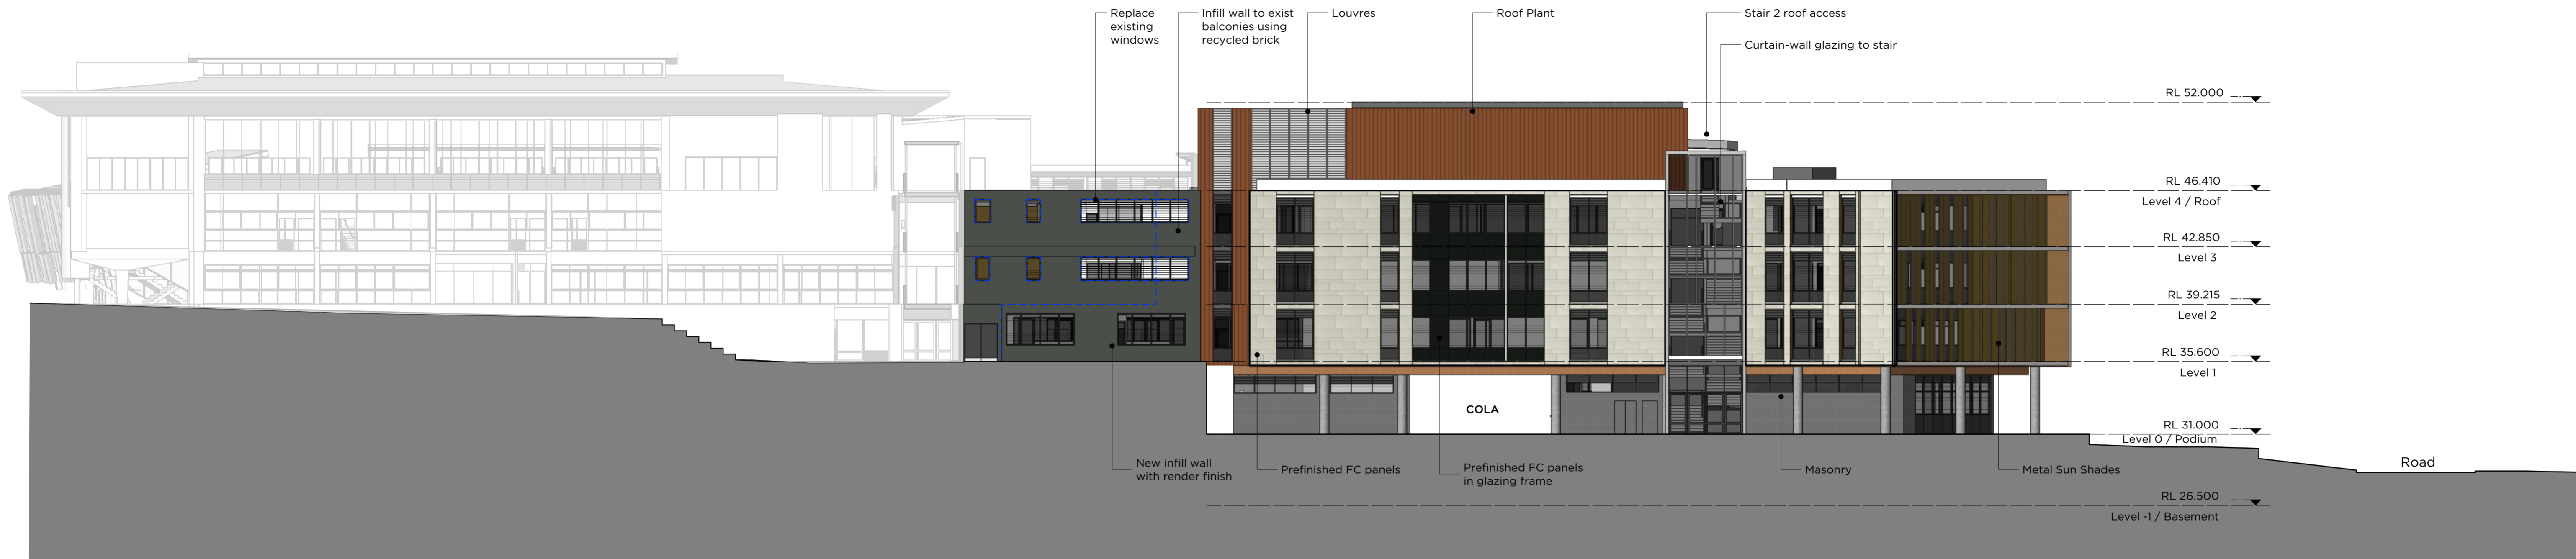 Replace
existing
windows
Infill wall to exist
balconies using
recycled brick
Louvres
Roof Plant
Stair 2 roof access
Curtain-wall glazing to stair
RL 52.000
RL 46.410
Level 4 / Roof
RL 42.850
Level 3
RL 39.215
Level 2
RL 35.600
Level 1
COLA
RL 31.000
Level 0 / Podium
New infill wall
with render finish
Prefinished FC panels
Prefinished FC panels
in glazing frame
Masonry
Metal Sun Shades
Road
RL 26.500
Level -1 / Basement